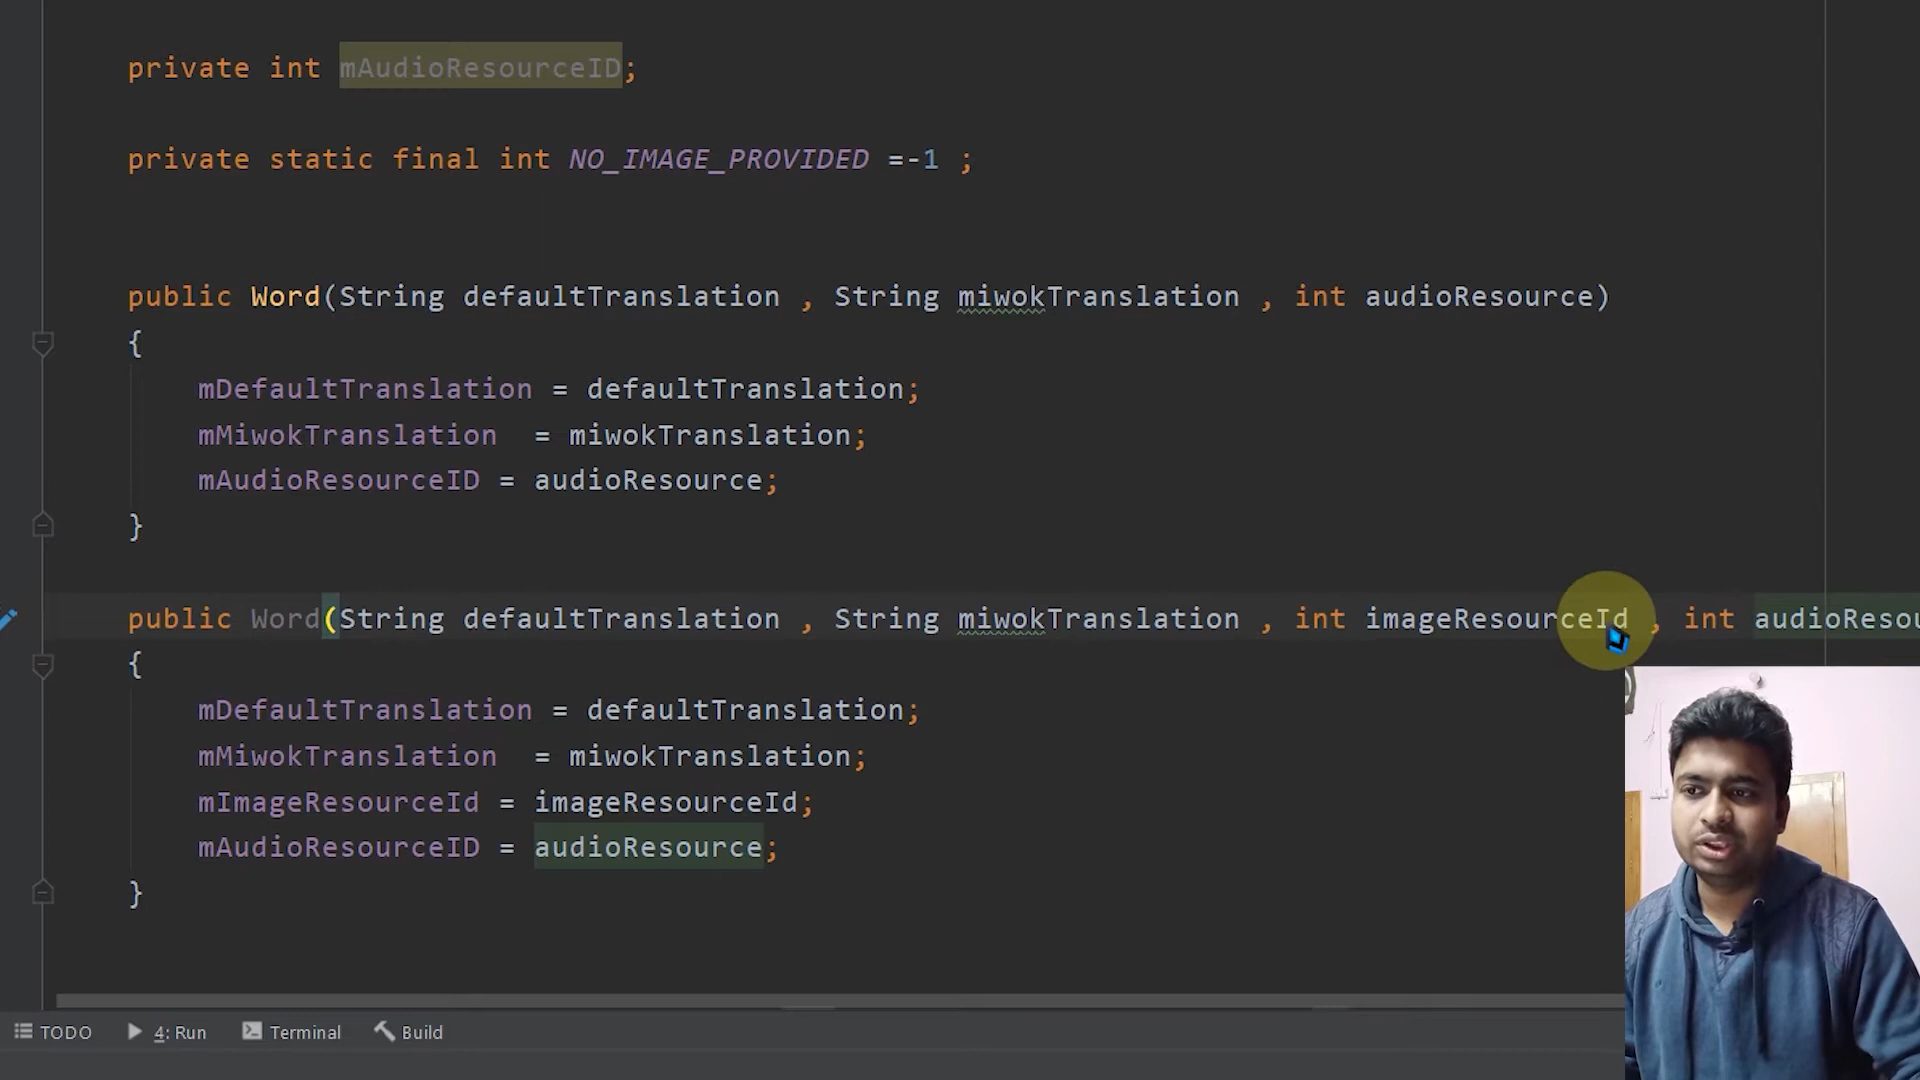 private int mAudioResourceID;
private static final int NO_IMAGE_PROVIDED =-1 ;
public Word(String defaultTranslation , String miwokTranslation , int audioResource)
{
mDefaultTranslation = defaultTranslation;
mMiwokTranslation  = miwokTranslation;
mAudioResourceID = audioResource;
}
public Word(String defaultTranslation , String miwokTranslation , int imageResourceId , int audioResou
{
mDefaultTranslation = defaultTranslation;
mMiwokTranslation  = miwokTranslation;
mImageResourceId = imageResourceId;
mAudioResourceID = audioResource;
}
TODO 4: Run Terminal Build